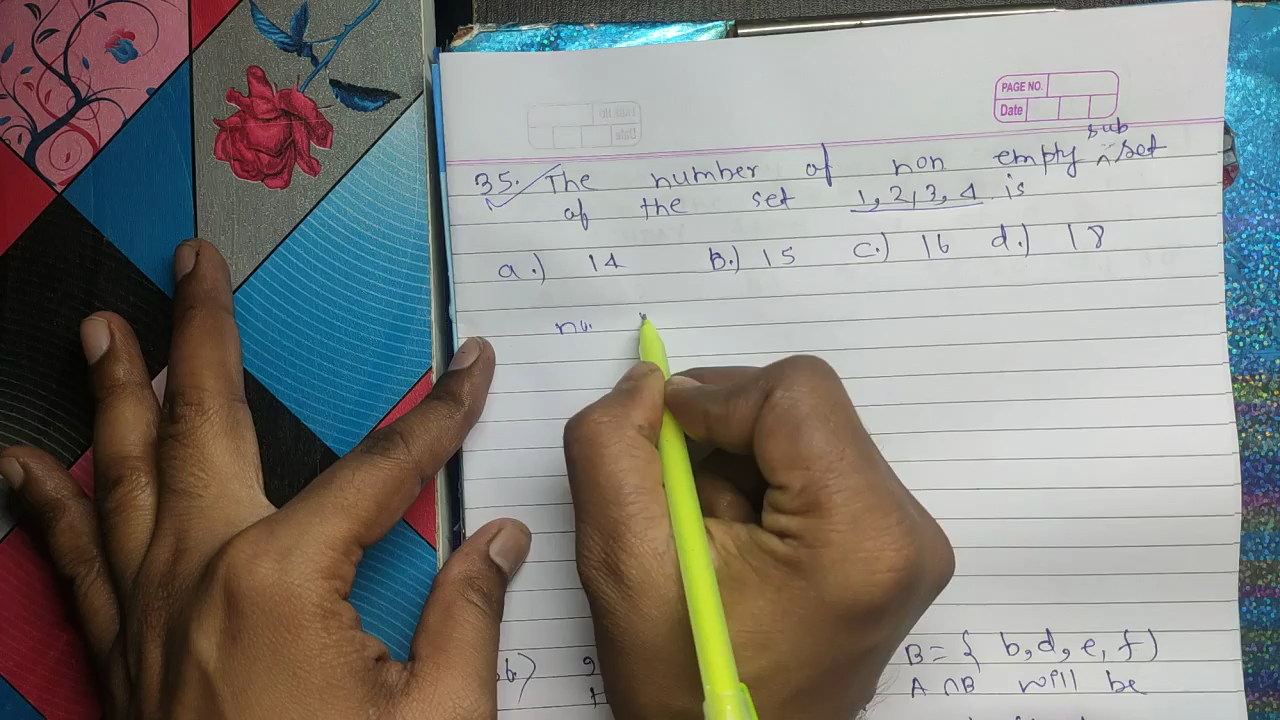 PAGE NO.
Date
35. The number of non empty sub set
of the set 1, 2, 3, 4 is
a.) 14 B.) 15 c.) 16 d.) 18
no.
B = { b, d, e, f )
A ∩ B will be